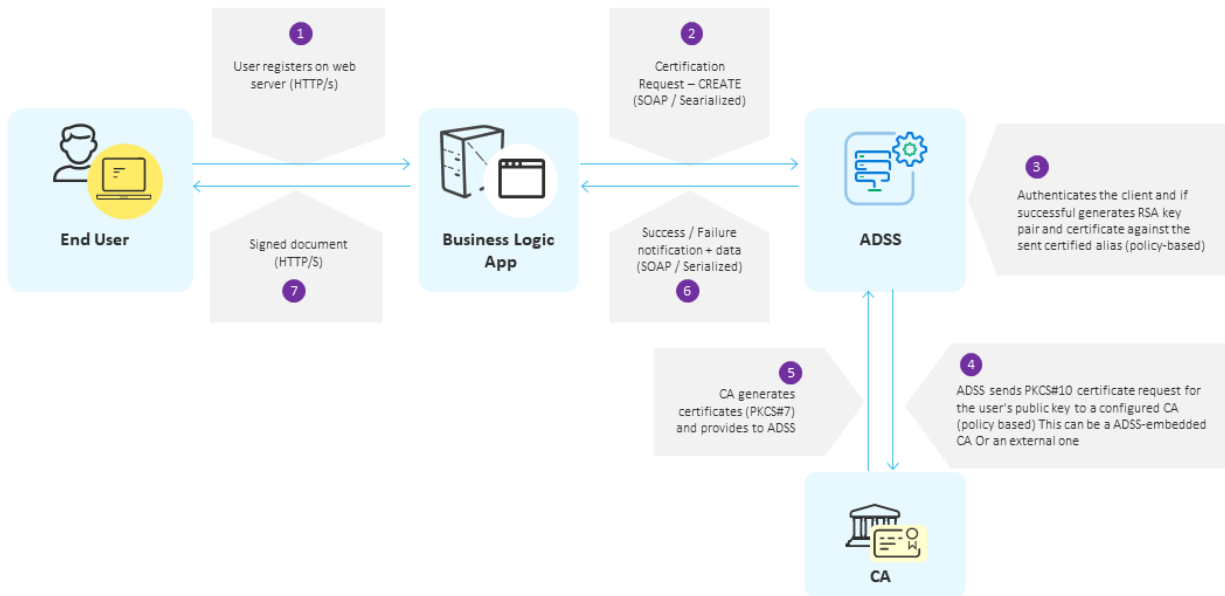 1
User registers on web
server (HTTP/s)
2
Certification
Request – CREATE
(SOAP / Searialized)
3
Authenticates the client and if
successful generates RSA key
pair and certificate against the
sent certified alias (policy-based)
End User
Signed document
(HTTP/S)
7
Business Logic
App
Success / Failure
notification + data
(SOAP / Serialized)
6
ADSS
5
CA generates
certificates (PKCS#7)
and provides to ADSS
4
ADSS sends PKCS#10 certificate request for
the user's public key to a configured CA
(policy based) This can be a ADSS-embedded
CA Or an external one
CA